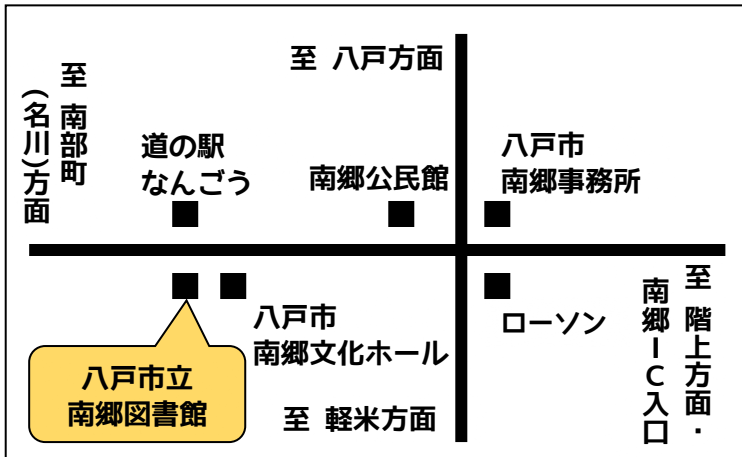 至 南部町
(名川)方面
至 八戸方面
道の駅
なんごう
南郷公民館
八戸市
南郷事務所
八戸市
南郷文化ホール
ローソン
至 階上方面・
南郷IC入口
八戸市立
南郷図書館
至 軽米方面